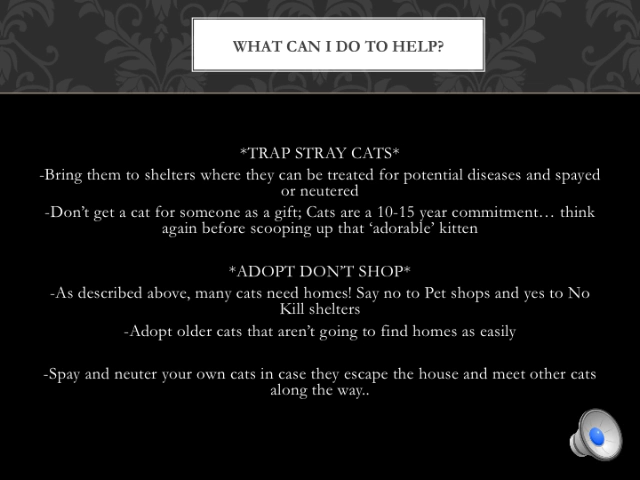 WHAT CAN I DO TO HELP?
*TRAP STRAY CATS*
-Bring them to shelters where they can be treated for potential diseases and spayed
or neutered
-Don’t get a cat for someone as a gift; Cats are a 10-15 year commitment… think
again before scooping up that ‘adorable’ kitten
*ADOPT DON’T SHOP*
-As described above, many cats need homes! Say no to Pet shops and yes to No
Kill shelters
-Adopt older cats that aren’t going to find homes as easily
-Spay and neuter your own cats in case they escape the house and meet other cats
along the way..